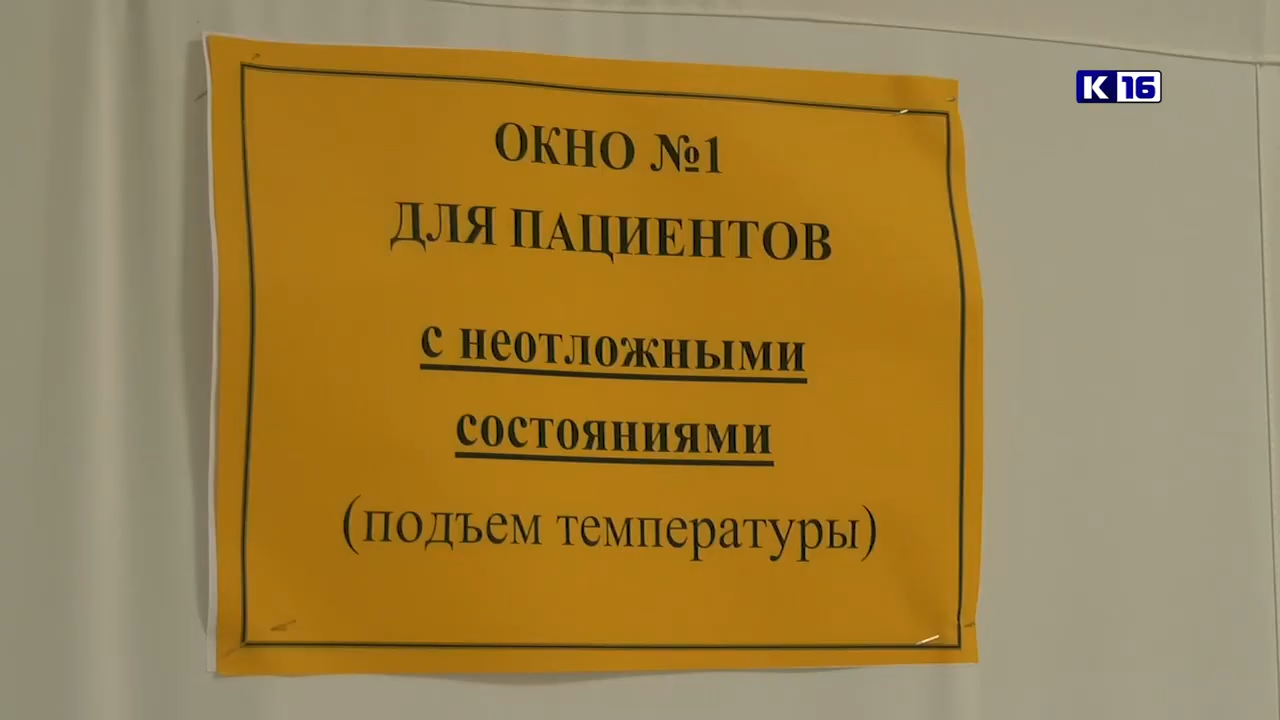 К 16
ОКНО №1
ДЛЯ ПАЦИЕНТОВ
с неотложными
состояниями
(подъем температуры)